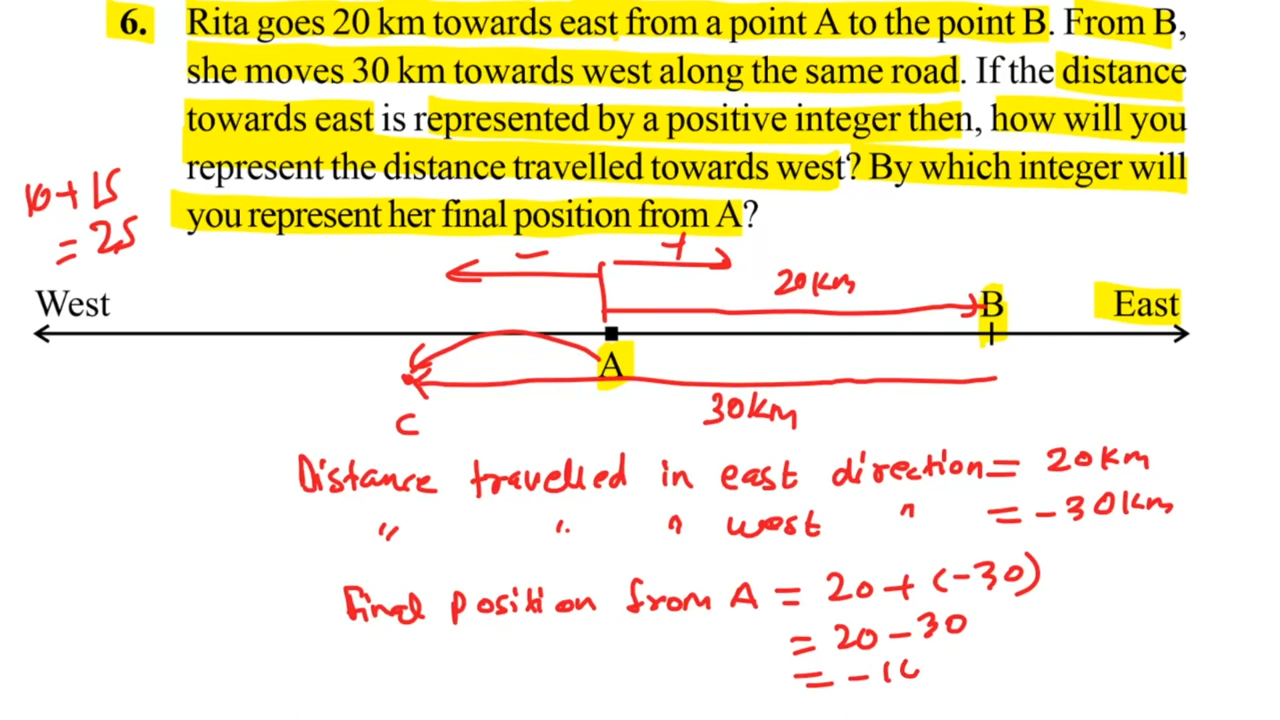 6. Rita goes 20 km towards east from a point A to the point B. From B,
she moves 30 km towards west along the same road. If the distance
towards east is represented by a positive integer then, how will you
represent the distance travelled towards west? By which integer will
you represent her final position from A?
10 + 15
= 25
− +
20 km
West B East
A
30 km
C
Distance travelled in east direction = 20 km
" " " west " = -30 km
Final position from A = 20 + (-30)
= 20 - 30
= -10